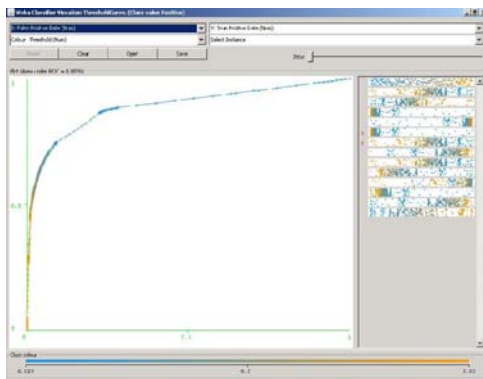 Weka Classifier Visualize: ThresholdCurve. (Class value Positive)
X: False Positive Rate (Num)
Y: True Positive Rate (Num)
Colour: Threshold (Num)
Select Instance
Reset
Clear
Open
Save
Jitter
1
0.5
0
0
0.5
1
Class colour
0.5